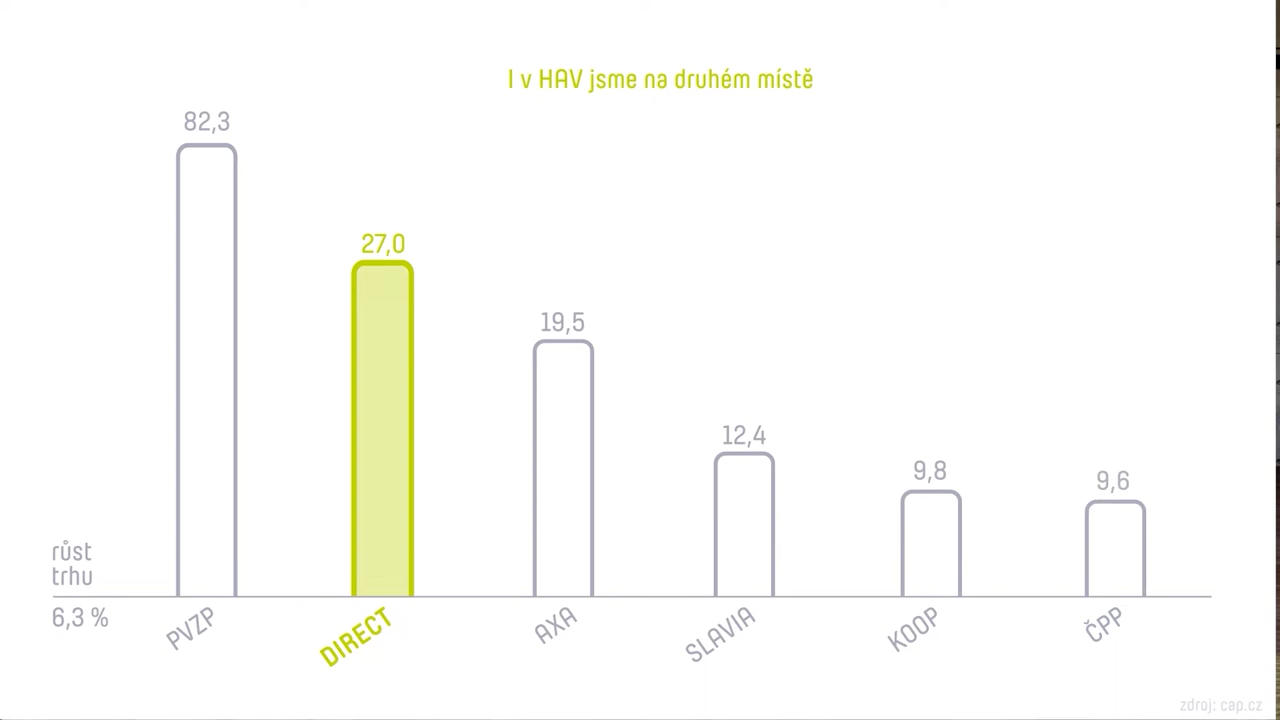 I v HAV jsme na druhém místě
82,3
27,0
19,5
12,4
9,8
9,6
růst
trhu
6,3 %
PVZP
DIRECT
AXA
SLAVIA
KOOP
ČPP
zdroj: cap.cz